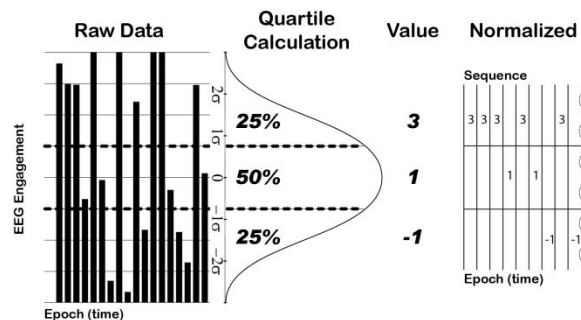 Raw Data
Quartile
Calculation
Value
Normalized
Sequence
EEG Engagement
2σ
1σ
0
−1σ
−2σ
25%
50%
25%
3
1
-1
3 3 3 3 3
1 1
-1 -1
Epoch (time)
Epoch (time)